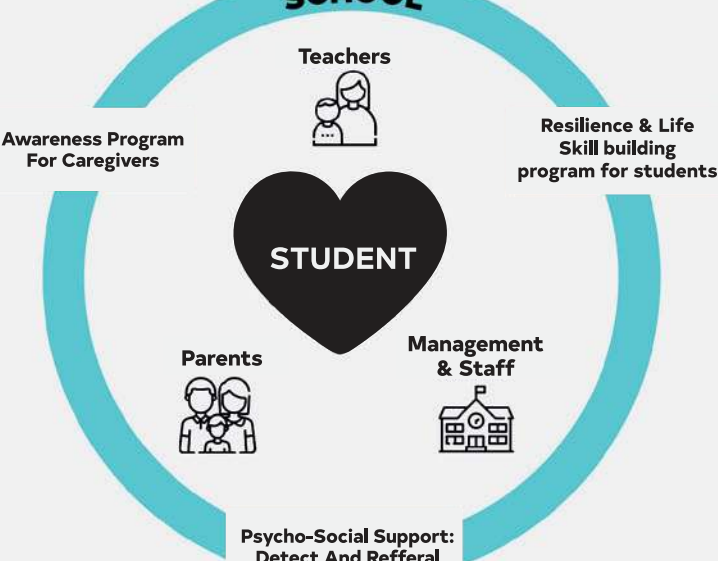 SCHOOL
Teachers
Awareness Program
For Caregivers
Resilience & Life
Skill building
program for students
STUDENT
Parents
Management
& Staff
Psycho-Social Support:
Detect And Refferal